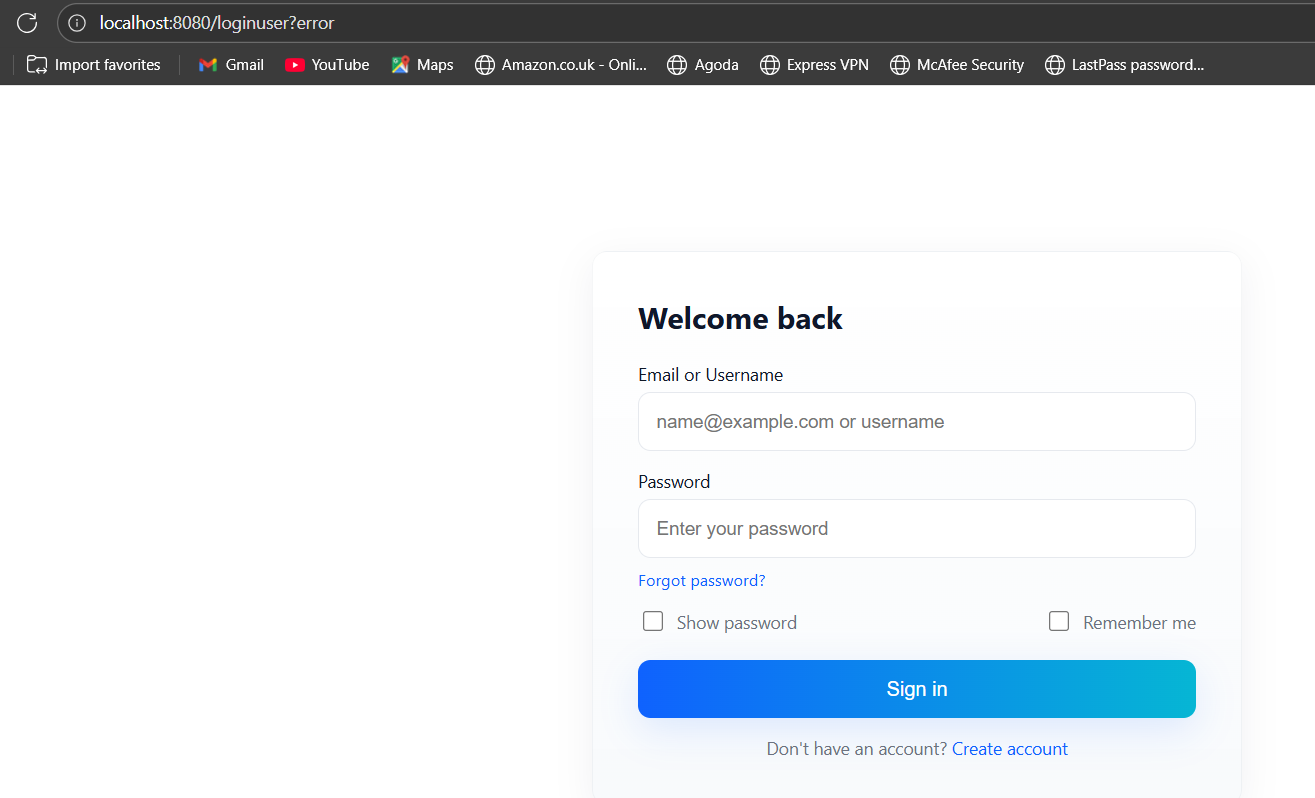 localhost:8080/loginuser?error
Import favorites Gmail YouTube Maps Amazon.co.uk - Onli... Agoda Express VPN McAfee Security LastPass password...
Welcome back
Email or Username
name@example.com or username
Password
Enter your password
Forgot password?
Show password Remember me
Sign in
Don't have an account? Create account